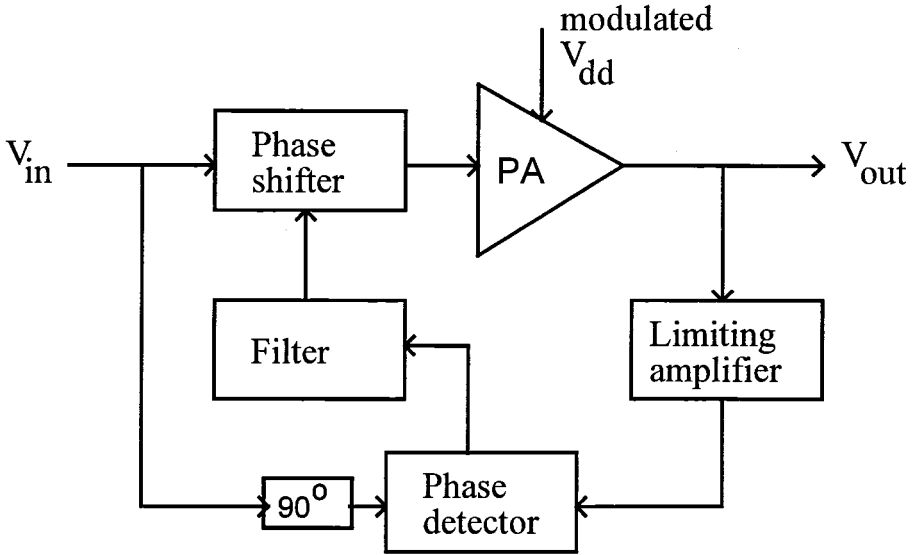 modulated
Vdd
Vin
Phase
shifter
PA
Vout
Filter
Limiting
amplifier
90°
Phase
detector